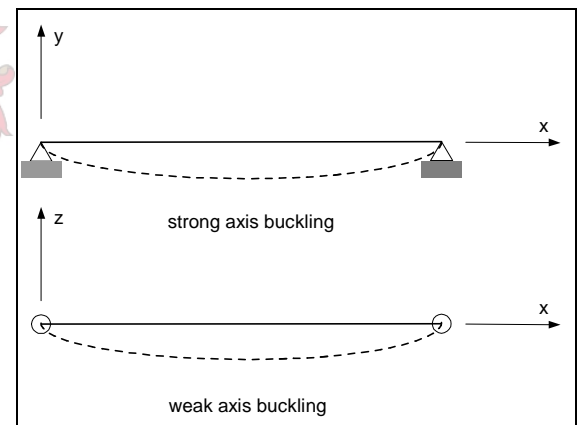 y
x
strong axis buckling
z
x
weak axis buckling